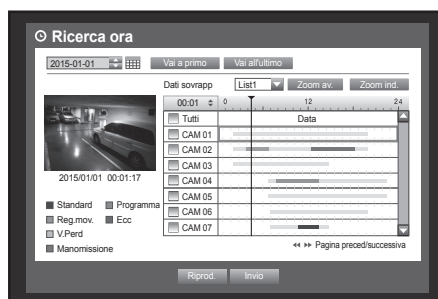 Ricerca ora
2015-01-01 Vai a primo Vai all'ultimo
Dati sovrapp List1 Zoom av. Zoom ind.
00:01 0 12 24
Tutti Data
CAM 01
CAM 02
CAM 03
CAM 04
CAM 05
CAM 06
CAM 07
2015/01/01 00:01:17
Standard Programma
Reg.mov. Ecc
V.Perd
Manomissione
Pagina preced/successiva
Riprod. Invio